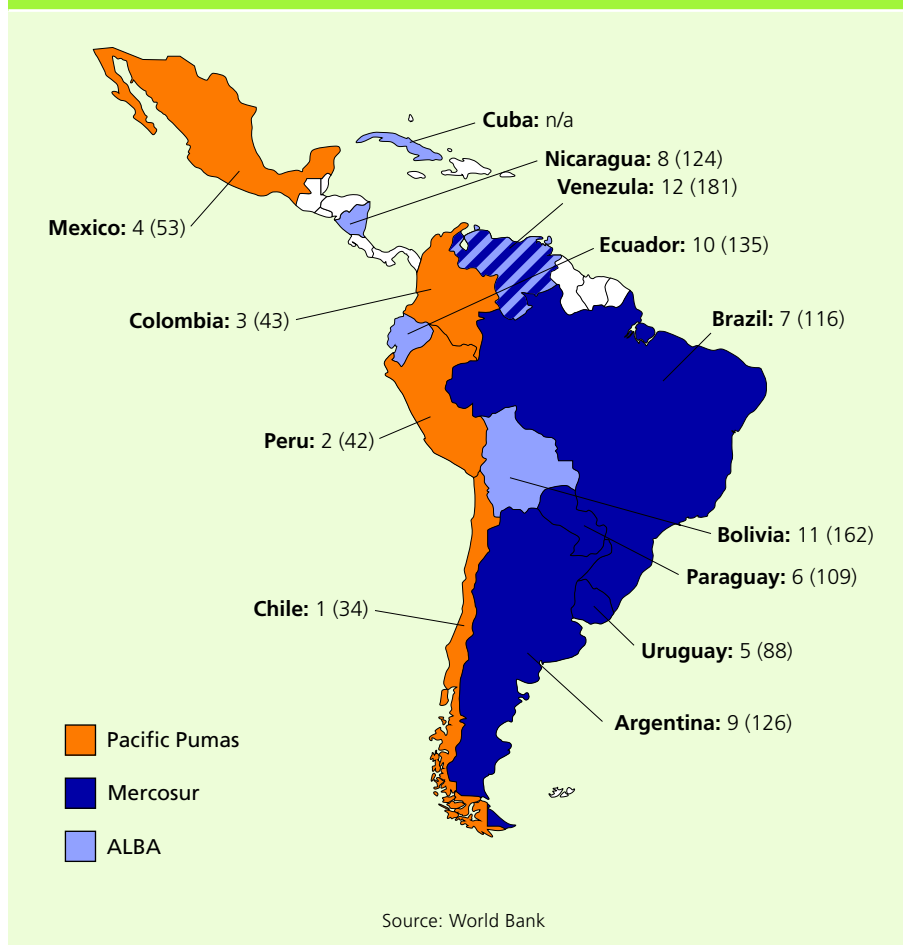 Cuba: n/a
Nicaragua: 8 (124)
Venezula: 12 (181)
Mexico: 4 (53)
Ecuador: 10 (135)
Colombia: 3 (43)
Brazil: 7 (116)
Peru: 2 (42)
Bolivia: 11 (162)
Paraguay: 6 (109)
Chile: 1 (34)
Uruguay: 5 (88)
Argentina: 9 (126)
Pacific Pumas
Mercosur
ALBA
Source: World Bank